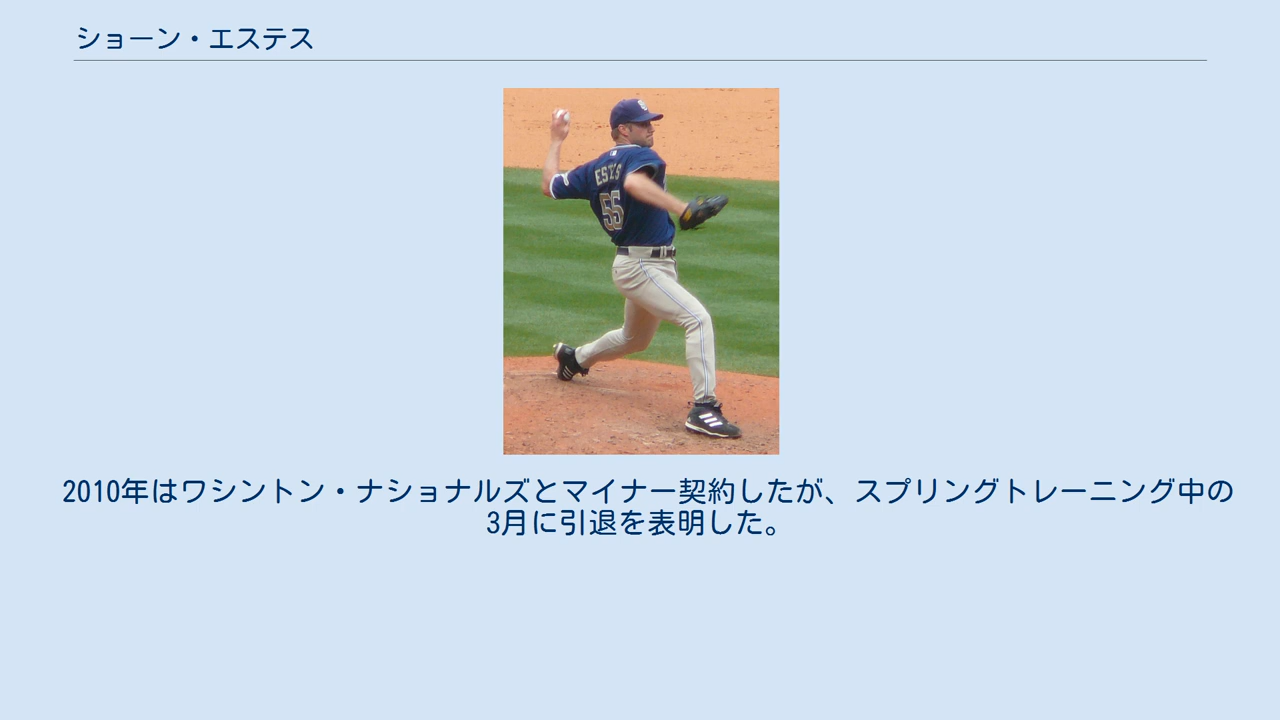 ショーン・エステス
ESTES
55
2010年はワシントン・ナショナルズとマイナー契約したが、スプリングトレーニング中の
3月に引退を表明した。